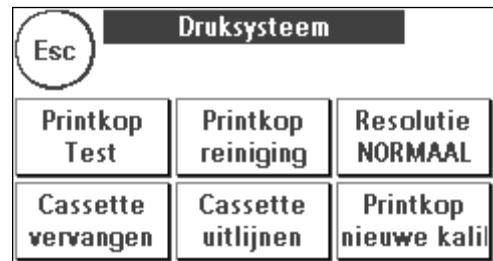 Druksysteem
Esc
Printkop
Test
Printkop
reiniging
Resolutie
NORMAAL
Cassette
vervangen
Cassette
uitlijnen
Printkop
nieuwe kalil